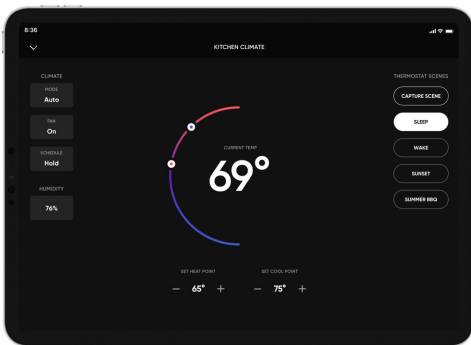 8:36
KITCHEN CLIMATE
CLIMATE
MODE
Auto
FAN
On
SCHEDULE
Hold
HUMIDITY
76%
CURRENT TEMP
69°
SET HEAT POINT
— 65° +
SET COOL POINT
— 75° +
THERMOSTAT SCENES
CAPTURE SCENE
SLEEP
WAKE
SUNSET
SUMMER BBQ